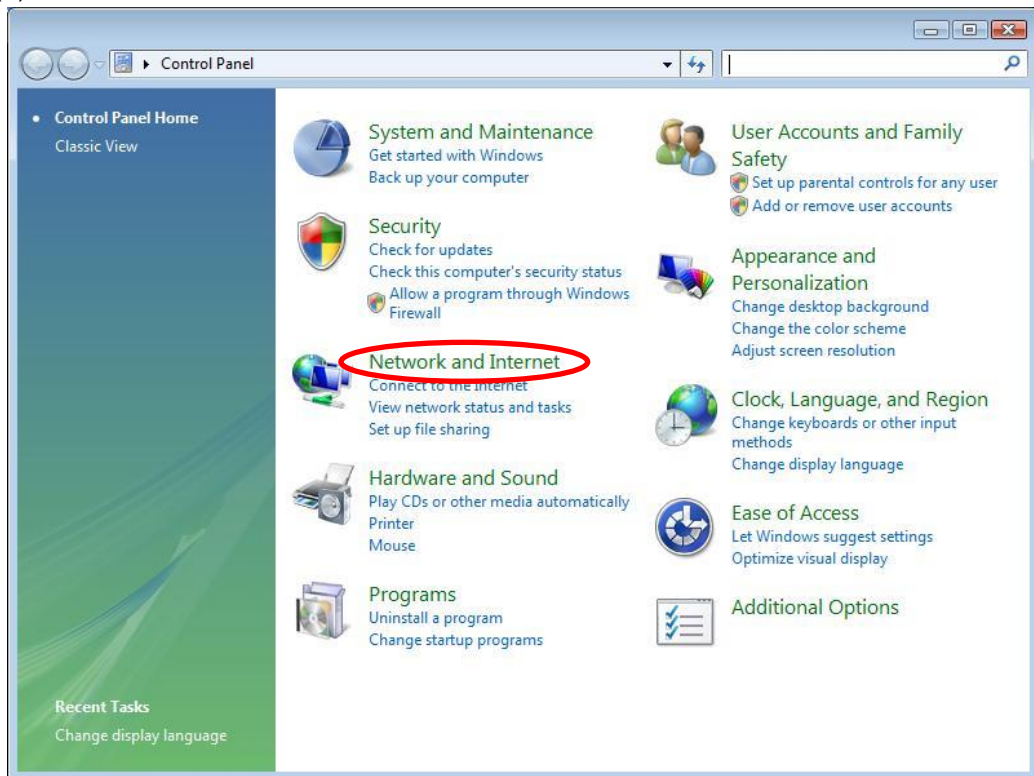 Control Panel
Control Panel Home
Classic View
System and Maintenance
Get started with Windows
Back up your computer
Security
Check for updates
Check this computer's security status
Allow a program through Windows
Firewall
Network and Internet
Connect to the Internet
View network status and tasks
Set up file sharing
Hardware and Sound
Play CDs or other media automatically
Printer
Mouse
Programs
Uninstall a program
Change startup programs
User Accounts and Family
Safety
Set up parental controls for any user
Add or remove user accounts
Appearance and
Personalization
Change desktop background
Change the color scheme
Adjust screen resolution
Clock, Language, and Region
Change keyboards or other input
methods
Change display language
Ease of Access
Let Windows suggest settings
Optimize visual display
Additional Options
Recent Tasks
Change display language